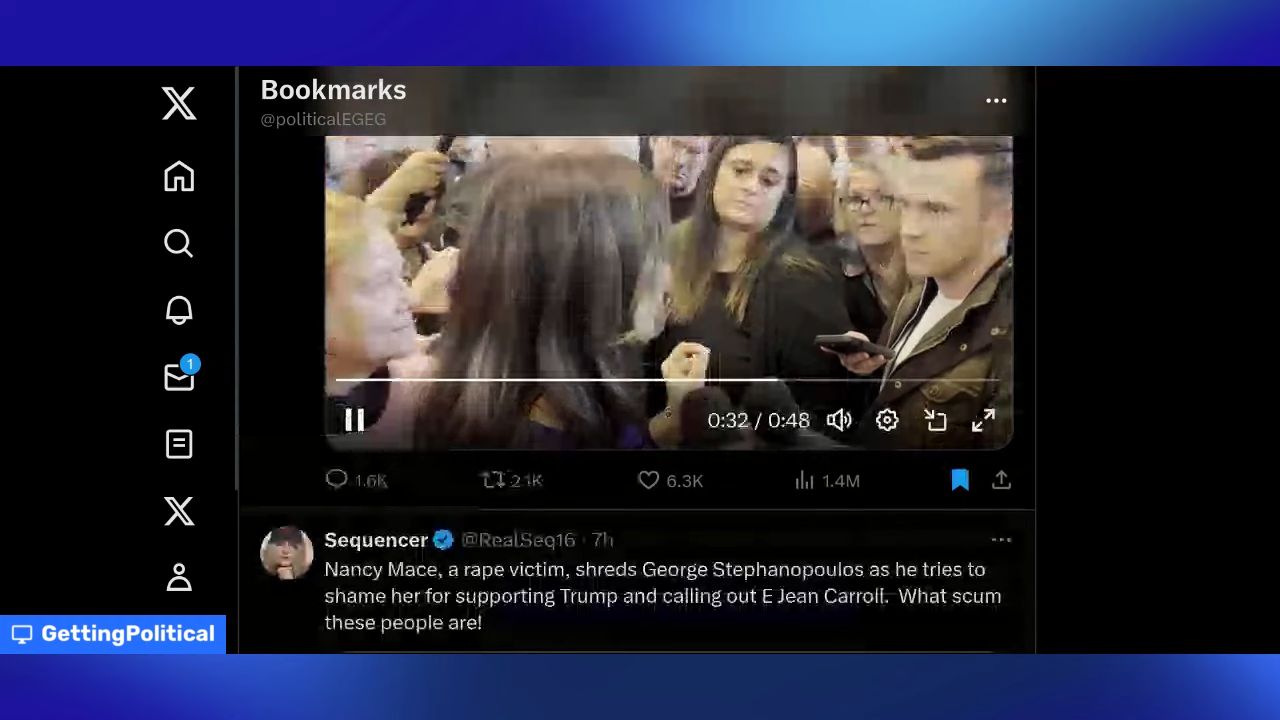 Bookmarks
@politicalEGEG
0:32 / 0:48
1
1.6K 2.1K 6.3K 1.4M
Sequencer @RealSeq16 · 7h
Nancy Mace, a rape victim, shreds George Stephanopoulos as he tries to
shame her for supporting Trump and calling out E Jean Carroll. What scum
these people are!
GettingPolitical